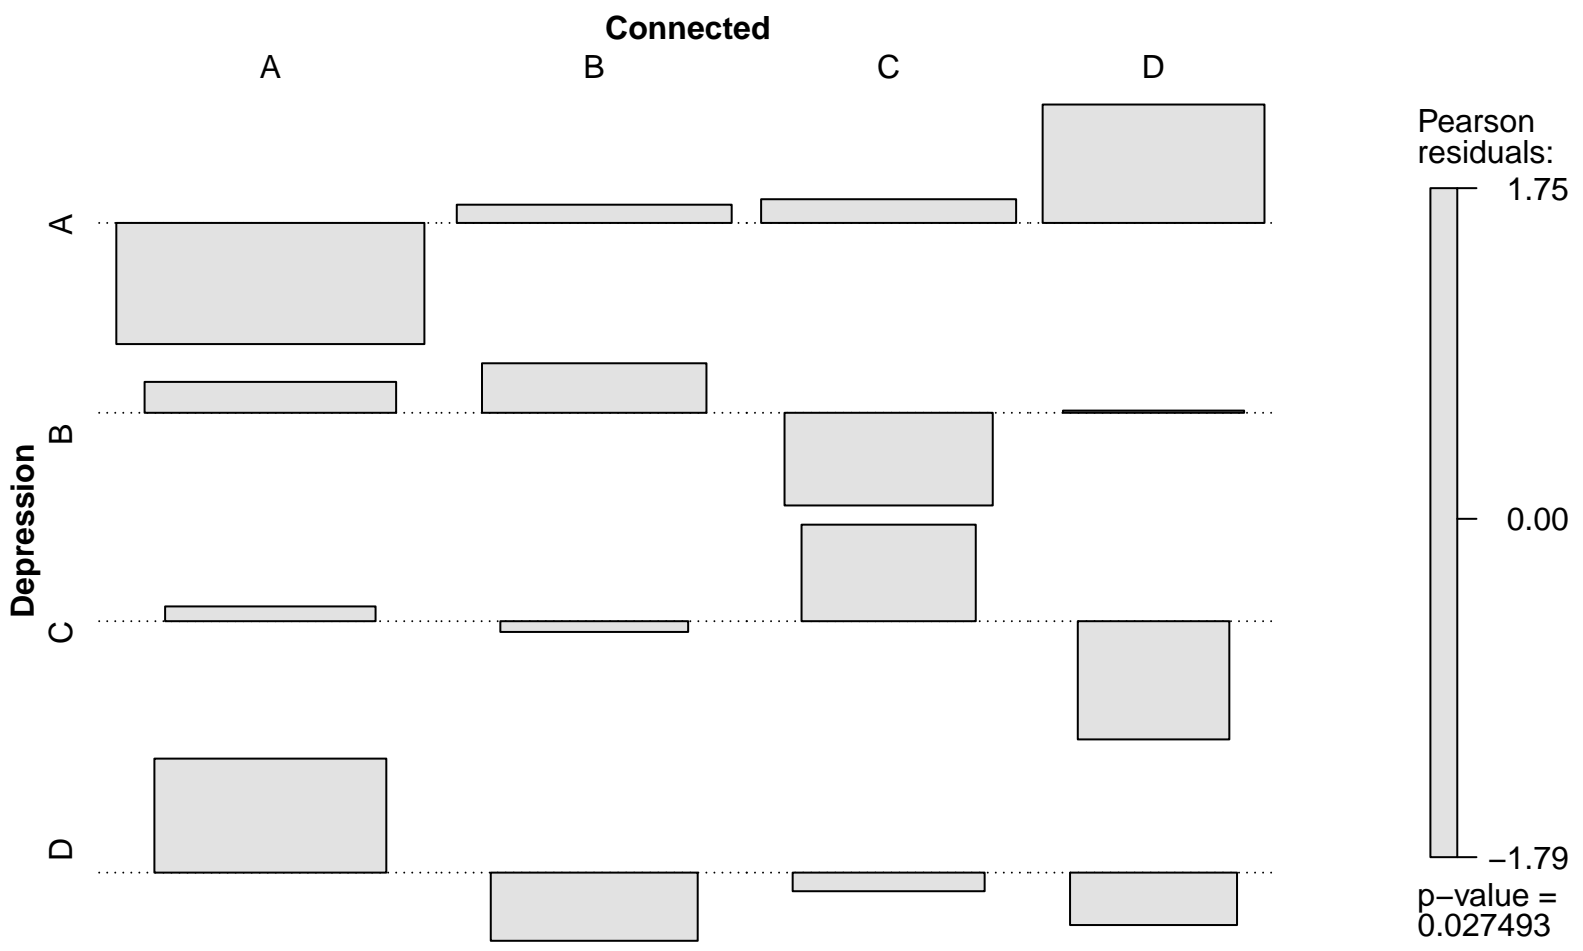 Connected
A B C D
Pearson
residuals:
1.75
A
B
Depression
0.00
C
D
−1.79
p−value =
0.027493